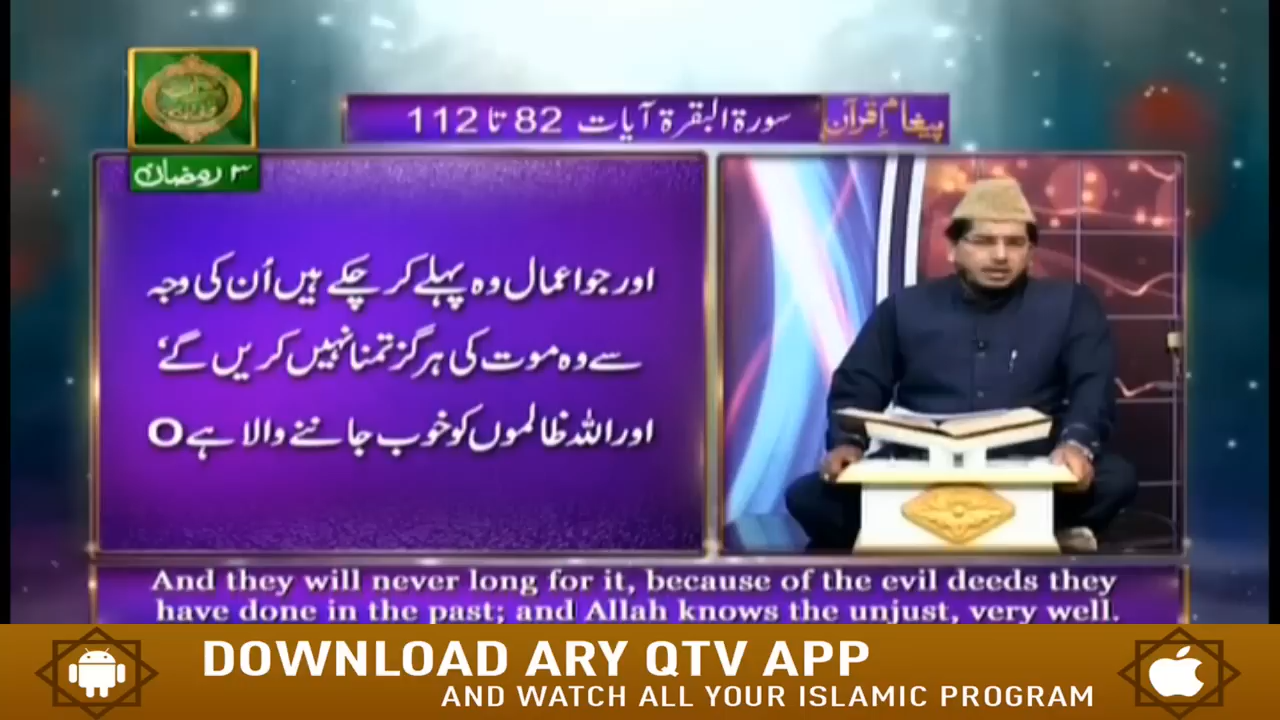 پیغامِ قرآن
سورۃ البقرۃ آیات 82 تا 112
۳ رمضان
اور جو اعمال وہ پہلے کر چکے ہیں اُن کی وجہ
سے وہ موت کی ہرگز تمنا نہیں کریں گے‘
اور اللہ ظالموں کو خوب جاننے والا ہے O
And they will never long for it, because of the evil deeds they
have done in the past; and Allah knows the unjust, very well.
DOWNLOAD ARY QTV APP
AND WATCH ALL YOUR ISLAMIC PROGRAM